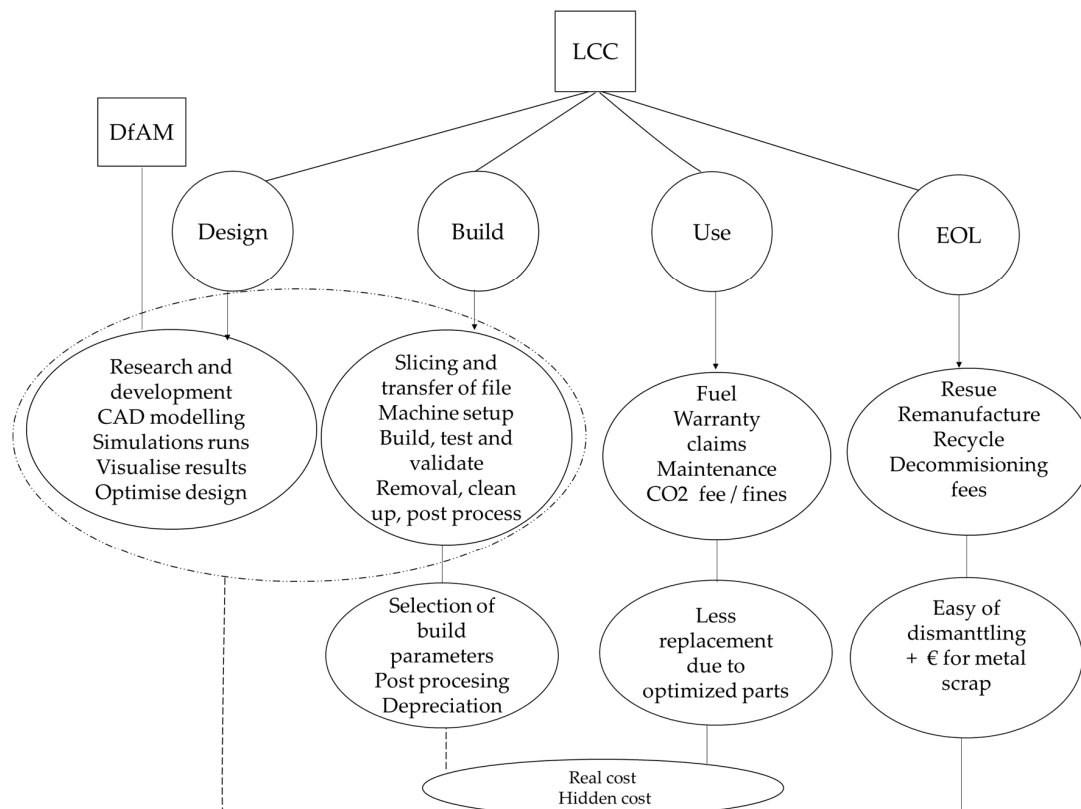 LCC
DfAM
Design
Build
Use
EOL
Research and
development
CAD modelling
Simulations runs
Visualise results
Optimise design
Slicing and
transfer of file
Machine setup
Build, test and
validate
Removal, clean
up, post process
Fuel
Warranty
claims
Maintenance
CO2 fee / fines
Resue
Remanufacture
Recycle
Decommisioning
fees
Selection of
build
parameters
Post procesing
Depreciation
Less
replacement
due to
optimized parts
Easy of
dismanttling
+ € for metal
scrap
Real cost
Hidden cost